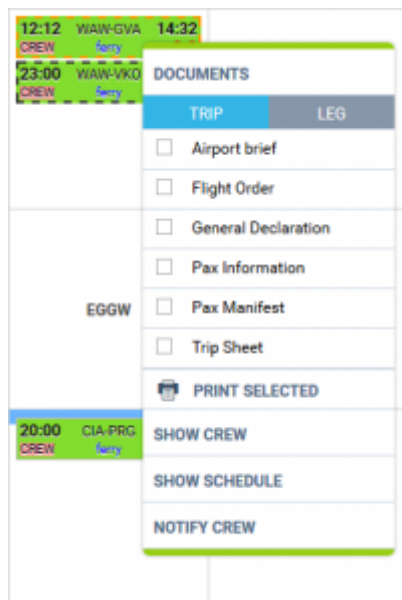 12:12 WAW-GVA 14:32
CREW ferry
23:00 WAW-VKO
CREW ferry
DOCUMENTS
TRIP LEG
Airport brief
Flight Order
General Declaration
Pax Information
Pax Manifest
EGGW
Trip Sheet
PRINT SELECTED
20:00 CIA-PRG
CREW ferry
SHOW CREW
SHOW SCHEDULE
NOTIFY CREW